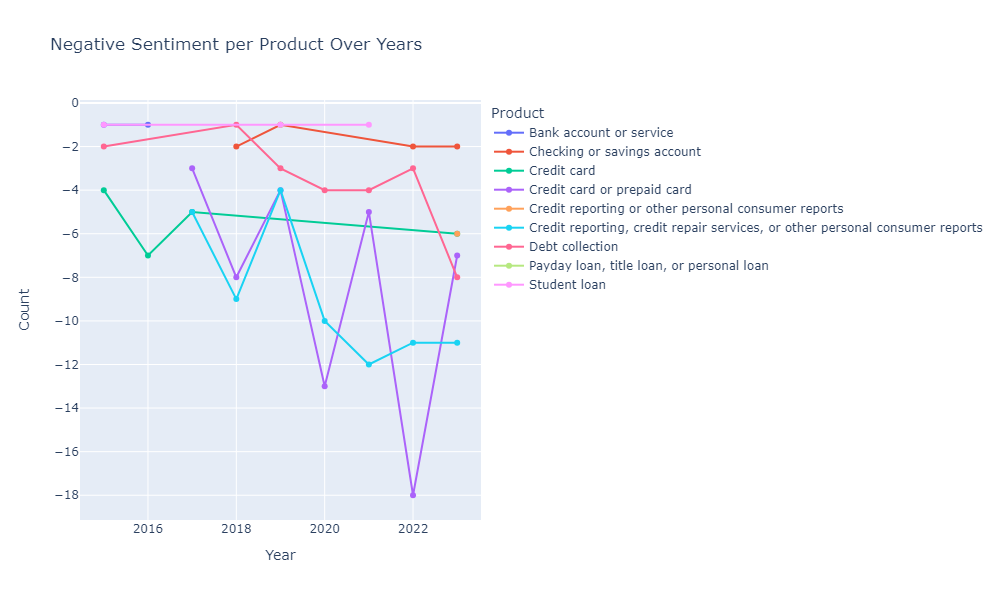 Negative Sentiment per Product Over Years
Product
Bank account or service
Checking or savings account
Credit card
Credit card or prepaid card
Credit reporting or other personal consumer reports
Credit reporting, credit repair services, or other personal consumer reports
Debt collection
Payday loan, title loan, or personal loan
Student loan
Count
0
−2
−4
−6
−8
−10
−12
−14
−16
−18
2016 2018 2020 2022
Year